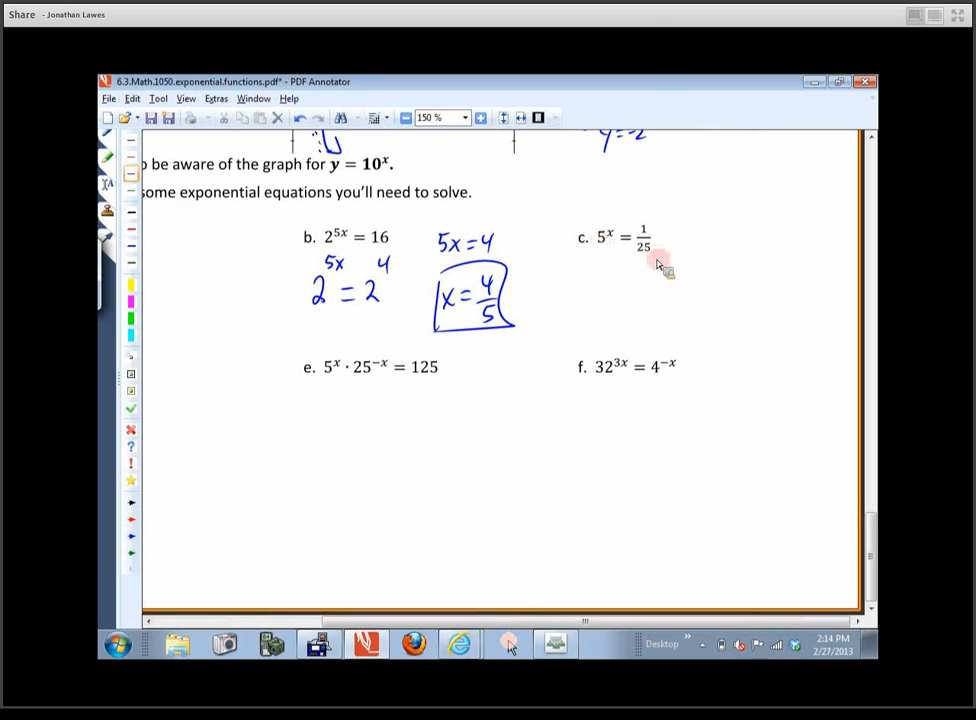 Share - Jonathan Lawes
6.3.Math.1050.exponential.functions.pdf* - PDF Annotator
File Edit Tool View Extras Window Help
150 %
y=-2
o be aware of the graph for y = 10ˣ.
some exponential equations you'll need to solve.
b. 2⁵ˣ = 16
5x=4
c. 5ˣ = 1/25
2⁵ˣ = 2⁴
x = 4/5
e. 5ˣ · 25⁻ˣ = 125
f. 32³ˣ = 4⁻ˣ
Desktop
2:14 PM
2/27/2013